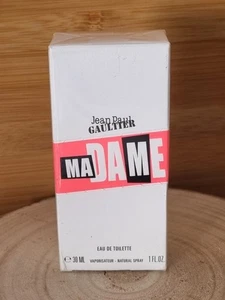 Jean Paul
GAULTIER
MADAME
EAU DE TOILETTE
℮ 30 ML VAPORISATEUR - NATURAL SPRAY 1 FL.OZ.